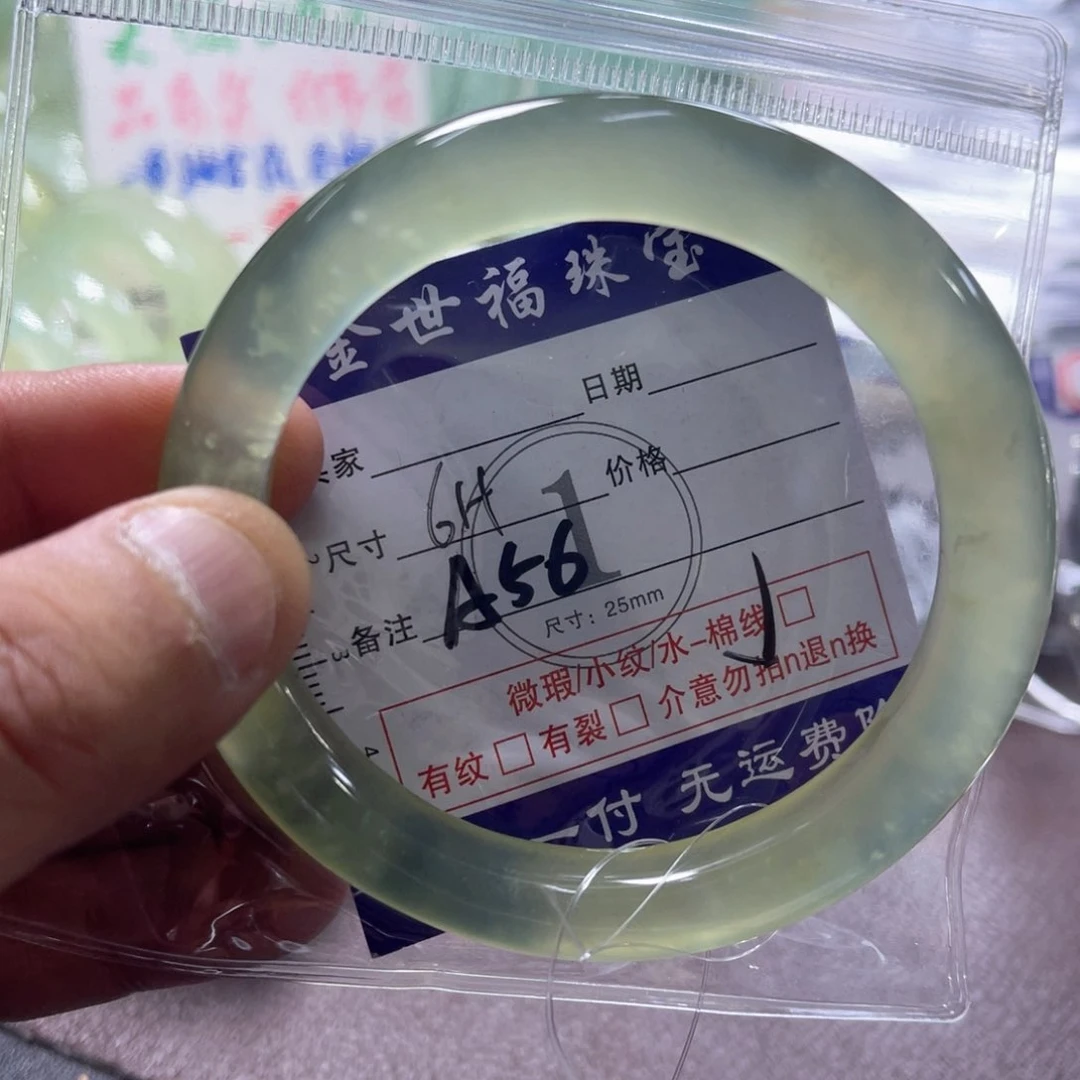 金世福珠宝
日期
家
价格
尺寸 6H
1
备注 A56
尺寸：25mm
微瑕/小纹/水-棉线
有纹 有裂 介意勿拍n退n换
付 无运费